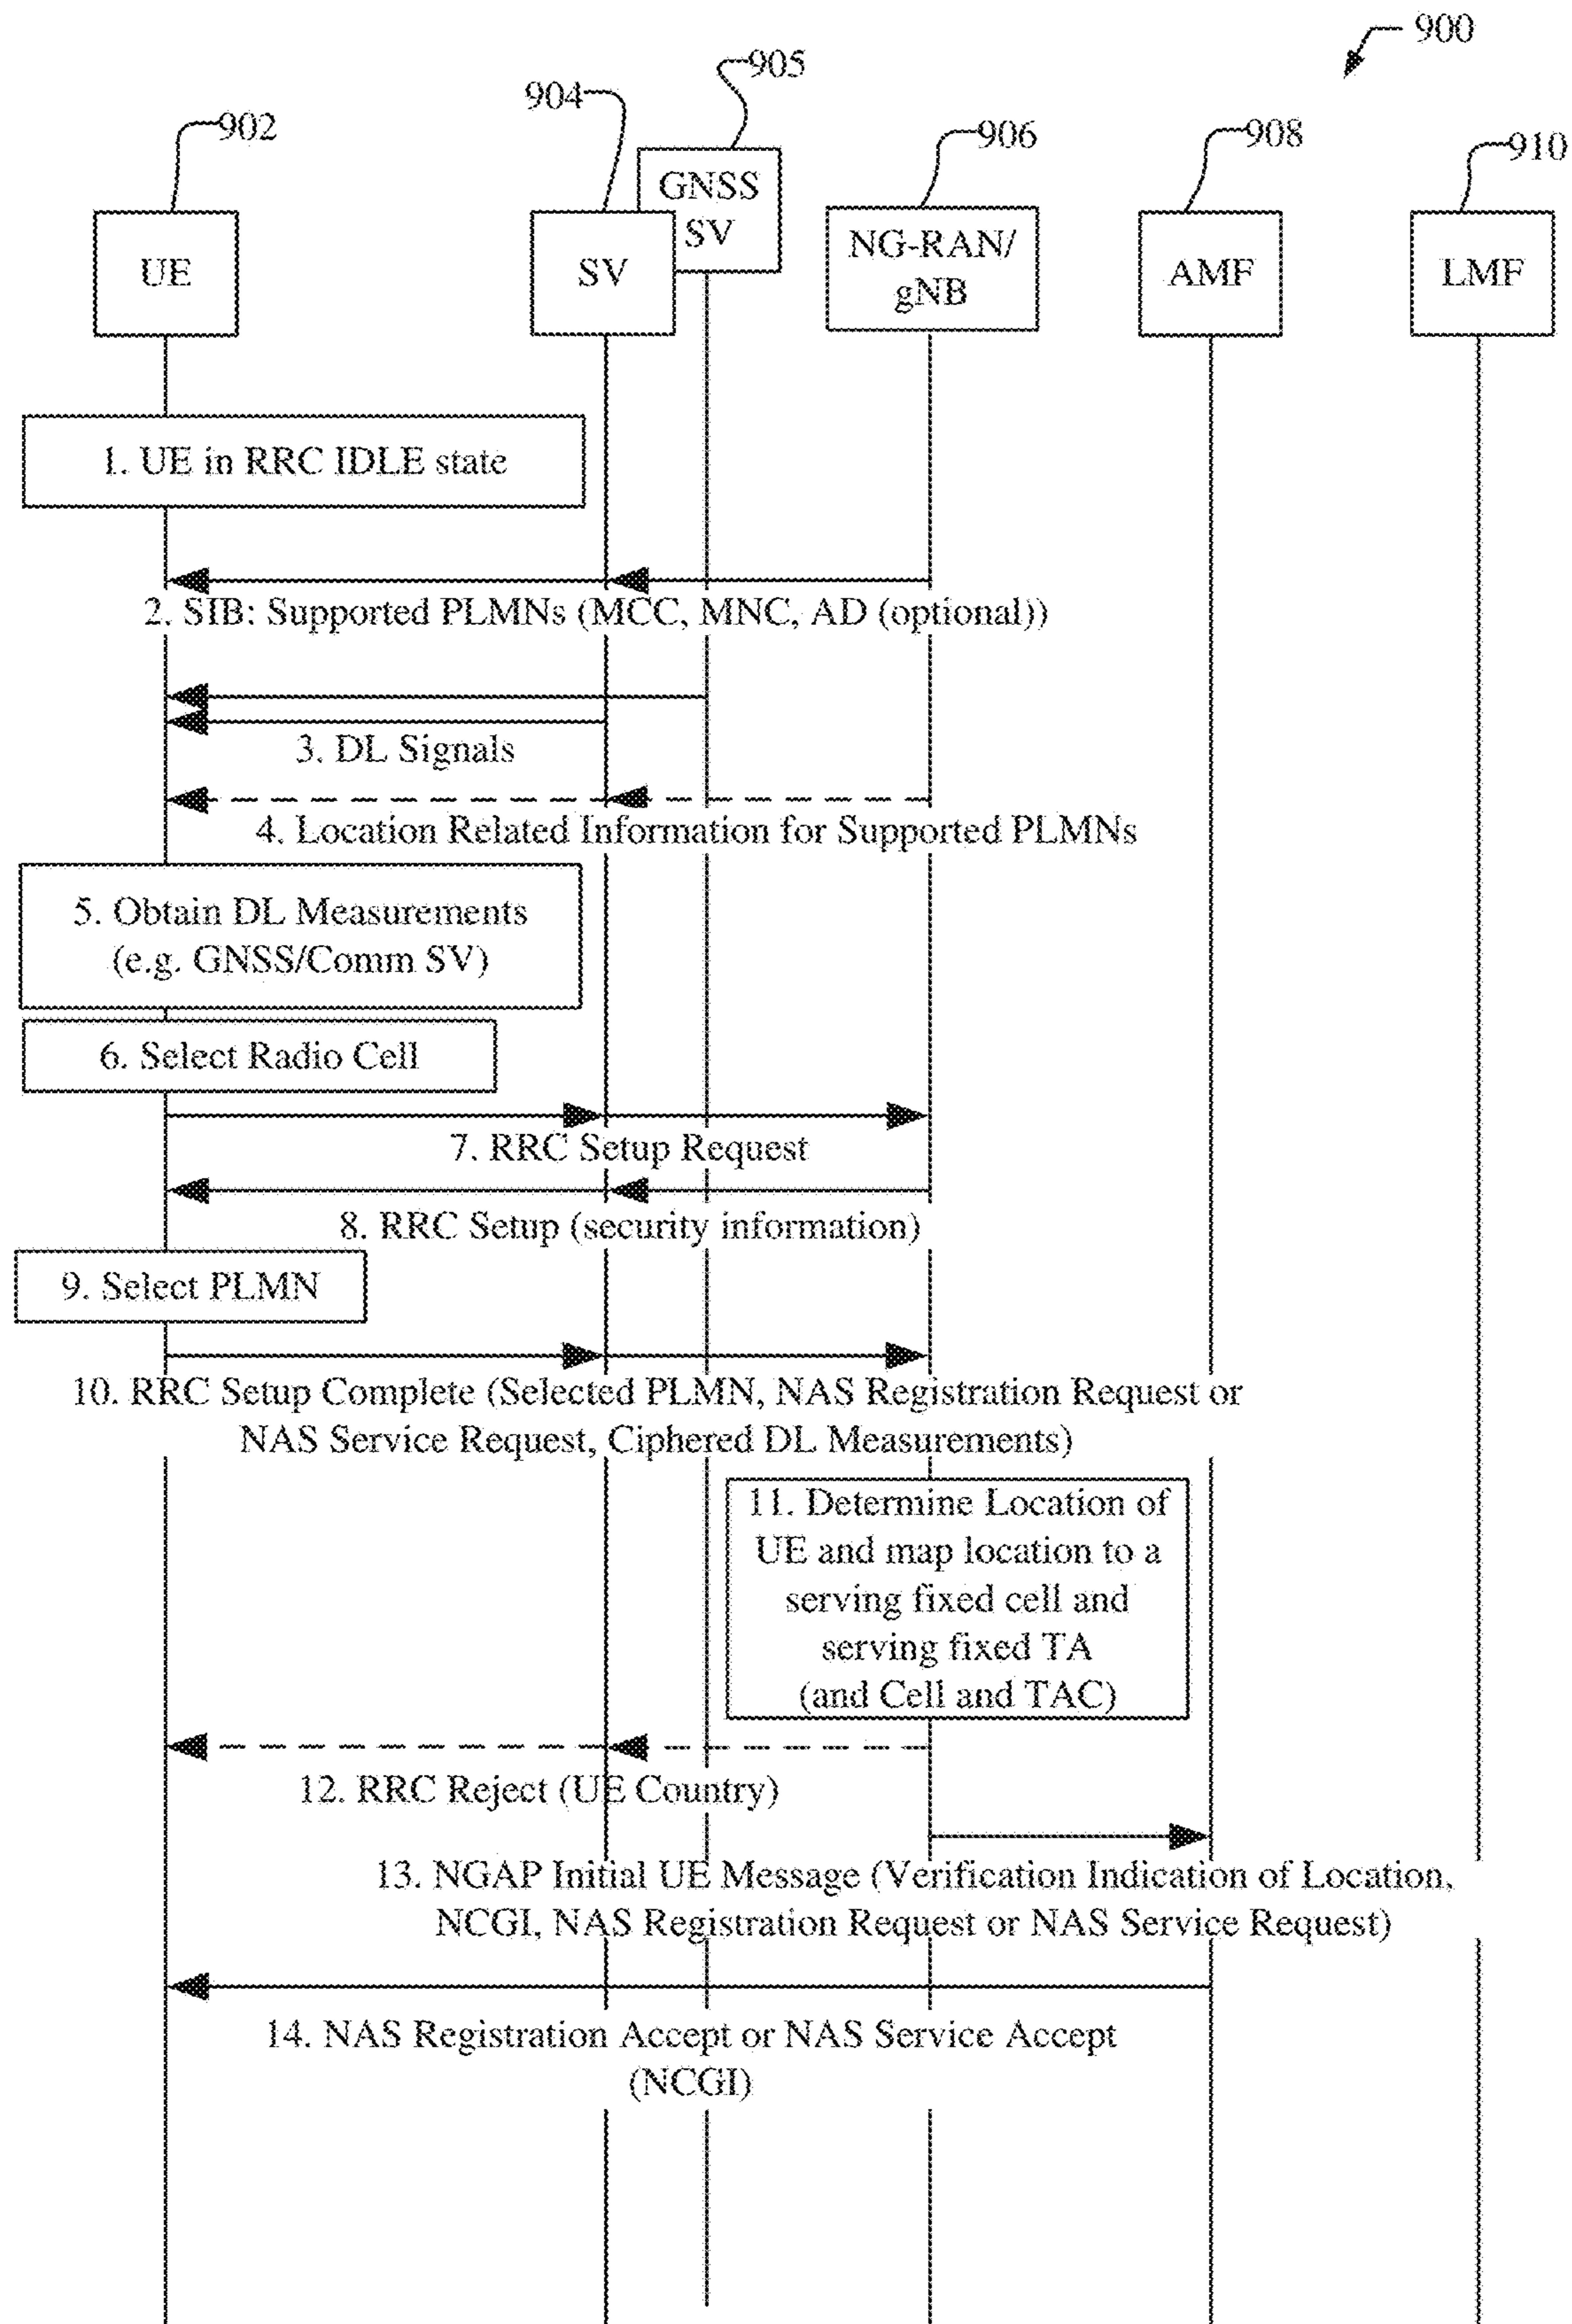 900
905
904
902
906
908
910
GNSS
SV
UE
SV
NG-RAN/
gNB
AMF
LMF
1. UE in RRC IDLE state
2. SIB: Supported PLMNs (MCC, MNC, AD (optional))
3. DL Signals
4. Location Related Information for Supported PLMNs
5. Obtain DL Measurements
(e.g. GNSS/Comm SV)
6. Select Radio Cell
7. RRC Setup Request
8. RRC Setup (security information)
9. Select PLMN
10. RRC Setup Complete (Selected PLMN, NAS Registration Request or
NAS Service Request, Ciphered DL Measurements)
11. Determine Location of
UE and map location to a
serving fixed cell and
serving fixed TA
(and Cell and TAC)
12. RRC Reject (UE Country)
13. NGAP Initial UE Message (Verification Indication of Location,
NCGI, NAS Registration Request or NAS Service Request)
14. NAS Registration Accept or NAS Service Accept
(NCGI)